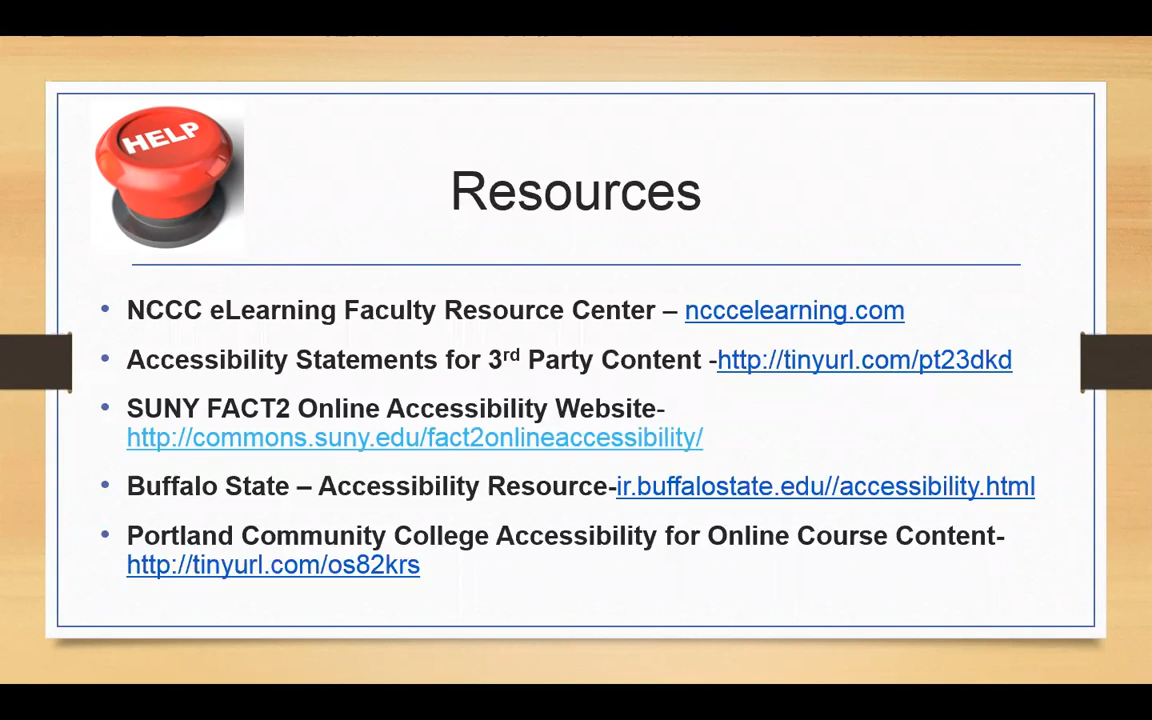 HELP
Resources
• NCCC eLearning Faculty Resource Center – ncccelearning.com
• Accessibility Statements for 3rd Party Content -http://tinyurl.com/pt23dkd
• SUNY FACT2 Online Accessibility Website-
http://commons.suny.edu/fact2onlineaccessibility/
• Buffalo State – Accessibility Resource-ir.buffalostate.edu//accessibility.html
• Portland Community College Accessibility for Online Course Content-
http://tinyurl.com/os82krs